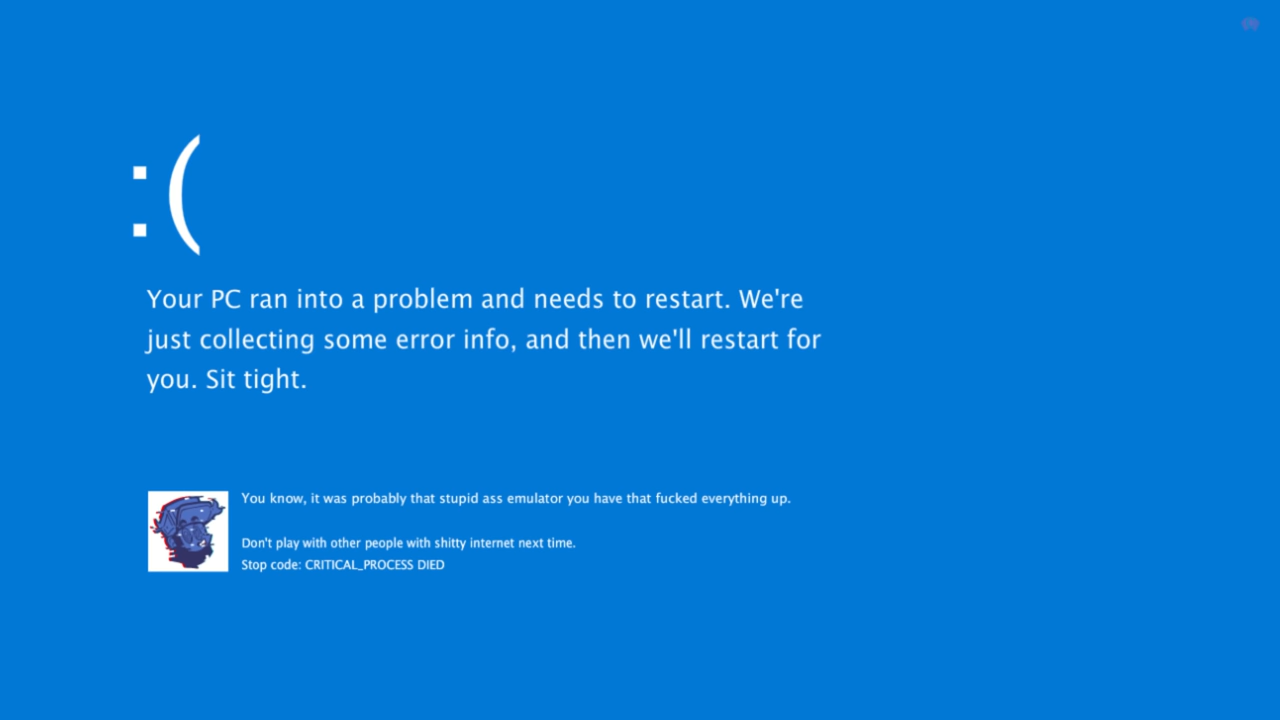 :(
Your PC ran into a problem and needs to restart. We're
just collecting some error info, and then we'll restart for
you. Sit tight.
You know, it was probably that stupid ass emulator you have that fucked everything up.
Don't play with other people with shitty internet next time.
Stop code: CRITICAL_PROCESS DIED